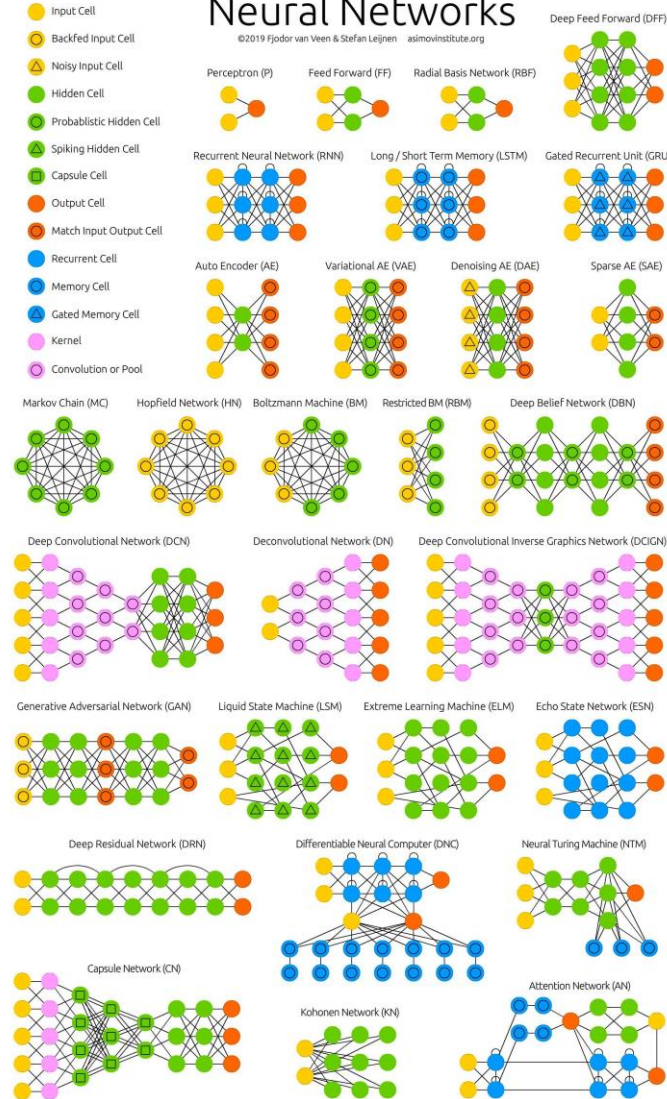 Neural Networks
©2019 Fjodor van Veen & Stefan Leijnen asimovinstitute.org
Input Cell
Backfed Input Cell
Noisy Input Cell
Hidden Cell
Probablistic Hidden Cell
Spiking Hidden Cell
Capsule Cell
Output Cell
Match Input Output Cell
Recurrent Cell
Memory Cell
Gated Memory Cell
Kernel
Convolution or Pool
Deep Feed Forward (DFF)
Perceptron (P)
Feed Forward (FF)
Radial Basis Network (RBF)
Recurrent Neural Network (RNN)
Long / Short Term Memory (LSTM)
Gated Recurrent Unit (GRU
Auto Encoder (AE)
Variational AE (VAE)
Denoising AE (DAE)
Sparse AE (SAE)
Markov Chain (MC)
Hopfield Network (HN)
Boltzmann Machine (BM)
Restricted BM (RBM)
Deep Belief Network (DBN)
Deep Convolutional Network (DCN)
Deconvolutional Network (DN)
Deep Convolutional Inverse Graphics Network (DCIGN)
Generative Adversarial Network (GAN)
Liquid State Machine (LSM)
Extreme Learning Machine (ELM)
Echo State Network (ESN)
Deep Residual Network (DRN)
Differentiable Neural Computer (DNC)
Neural Turing Machine (NTM)
Capsule Network (CN)
Kohonen Network (KN)
Attention Network (AN)